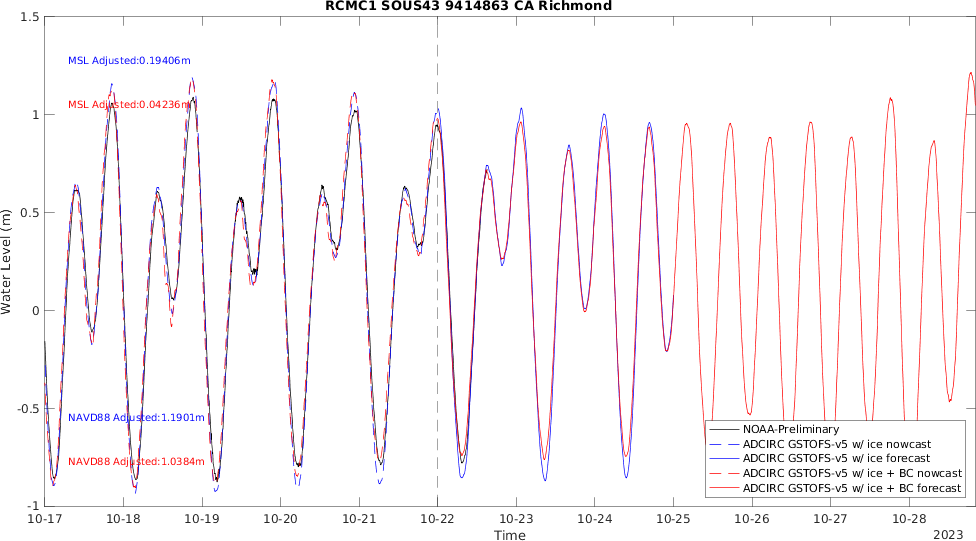 RCMC1 SOUS43 9414863 CA Richmond
1.5
MSL Adjusted:0.19406m
MSL Adjusted:0.04236m
1
0.5
Water Level (m)
0
-0.5
NAVD88 Adjusted:1.1901m
NAVD88 Adjusted:1.0384m
-1
NOAA-Preliminary
ADCIRC GSTOFS-v5 w/ ice nowcast
ADCIRC GSTOFS-v5 w/ ice forecast
ADCIRC GSTOFS-v5 w/ ice + BC nowcast
ADCIRC GSTOFS-v5 w/ ice + BC forecast
10-17 10-18 10-19 10-20 10-21 10-22 10-23 10-24 10-25 10-26 10-27 10-28
Time
2023